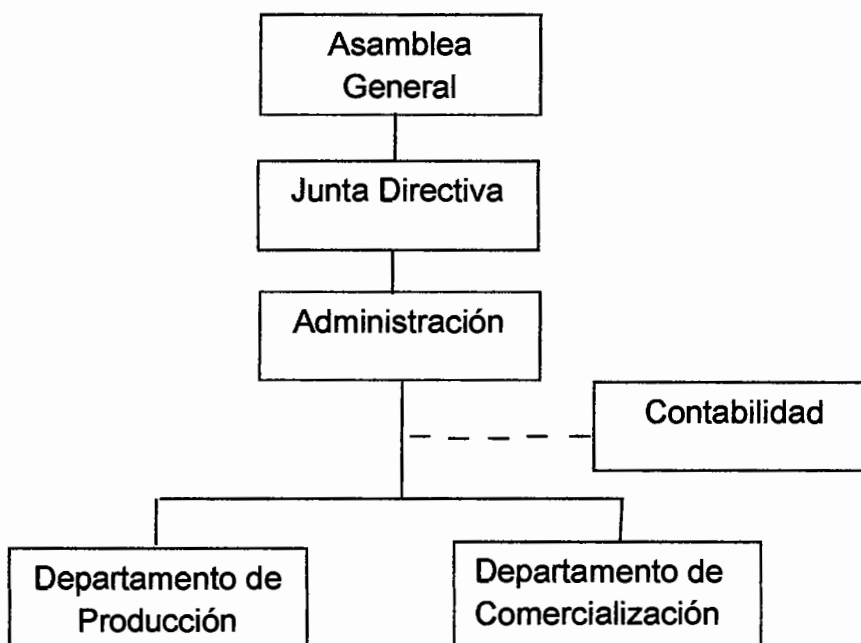 Asamblea
General
Junta Directiva
Administración
Contabilidad
Departamento de
Producción
Departamento de
Comercialización